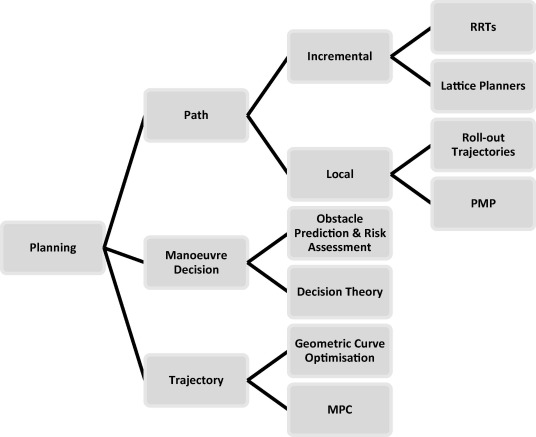 RRTs
Incremental
Lattice Planners
Path
Roll-out
Trajectories
Local
PMP
Obstacle
Prediction & Risk
Assessment
Planning
Manoeuvre
Decision
Decision Theory
Geometric Curve
Optimisation
Trajectory
MPC